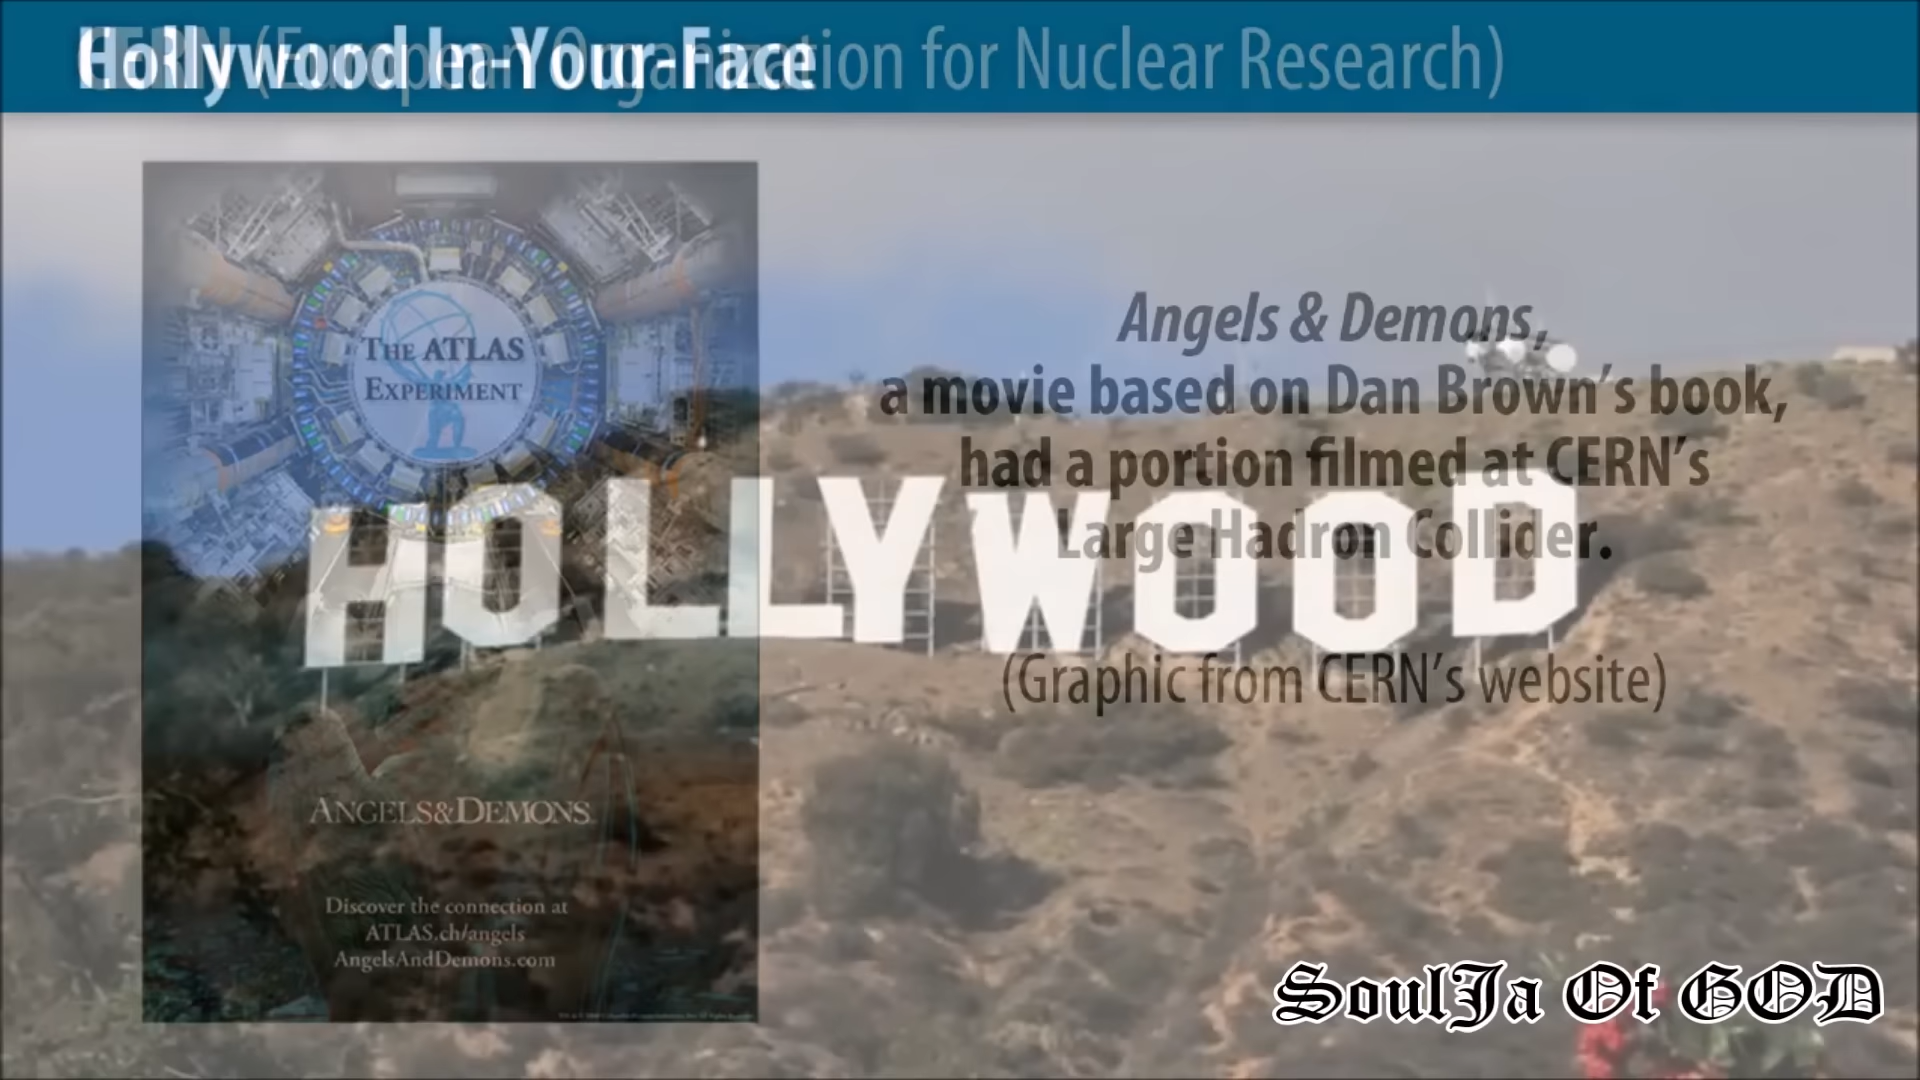 Hollywood In-Your-Face
CERN (European Organization for Nuclear Research)
THE ATLAS
EXPERIMENT
Angels & Demons,
a movie based on Dan Brown's book,
had a portion filmed at CERN's
Large Hadron Collider.
HOLLYWOOD
(Graphic from CERN's website)
ANGELS&DEMONS
Discover the connection at
ATLAS.ch/angels
AngelsAndDemons.com
SoulJa Of GOD